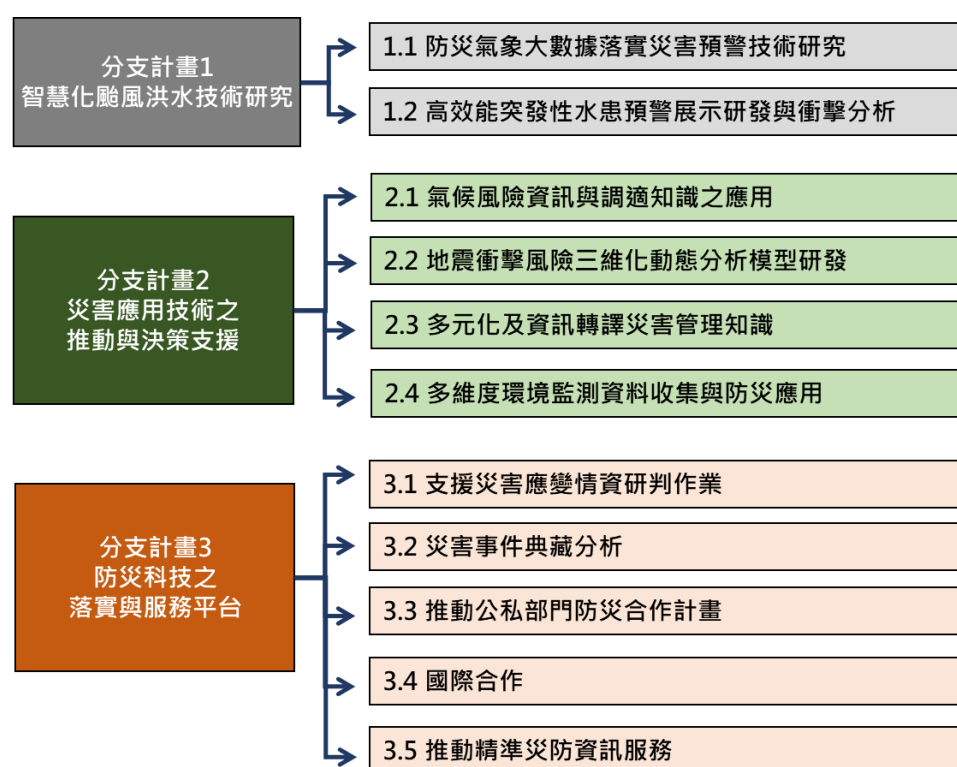 分支計畫1
智慧化颱風洪水技術研究
1.1 防災氣象大數據落實災害預警技術研究
1.2 高效能突發性水患預警展示研發與衝擊分析
分支計畫2
災害應用技術之
推動與決策支援
2.1 氣候風險資訊與調適知識之應用
2.2 地震衝擊風險三維化動態分析模型研發
2.3 多元化及資訊轉譯災害管理知識
2.4 多維度環境監測資料收集與防災應用
分支計畫3
防災科技之
落實與服務平台
3.1 支援災害應變情資研判作業
3.2 災害事件典藏分析
3.3 推動公私部門防災合作計畫
3.4 國際合作
3.5 推動精準災防資訊服務